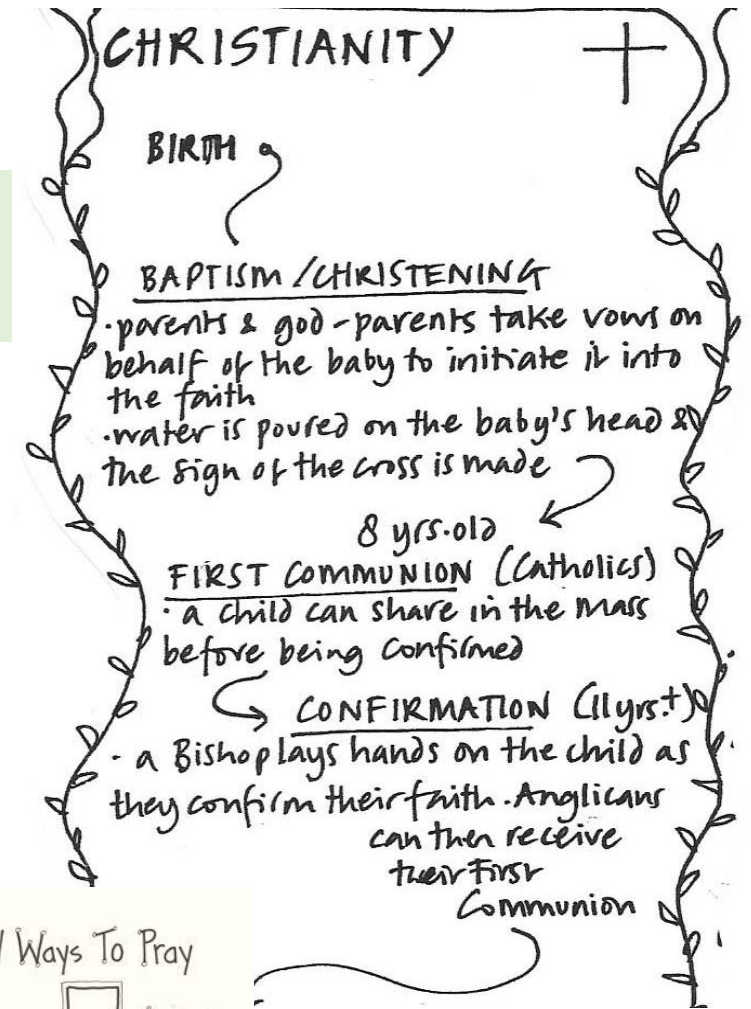 CHRISTIANITY
BIRTH
BAPTISM/CHRISTENING
·parents & god-parents take vows on
behalf of the baby to initiate it into
the faith
·water is poured on the baby's head &
the sign of the cross is made
8 yrs.old
FIRST COMMUNION (Catholics)
· a child can share in the mass
before being confirmed
CONFIRMATION (11yrs.+)
· a Bishop lays hands on the child as
they confirm their faith. Anglicans
can then receive
their First
Communion
Ways To Pray